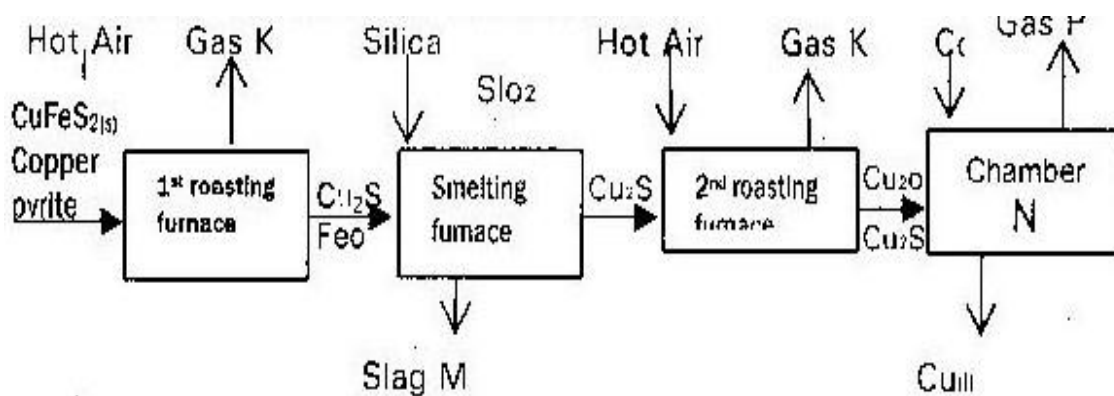 Hot Air
Gas K
Silica
Hot Air
Gas K
Gas P
SIo2
CuFeS2(s)
Copper
pyrite
1st roasting
furnace
Cu2S
Feo
Smelting
furnace
Cu2S
2nd roasting
furnace
Cu2o
Cu2S
Chamber
N
Slag M